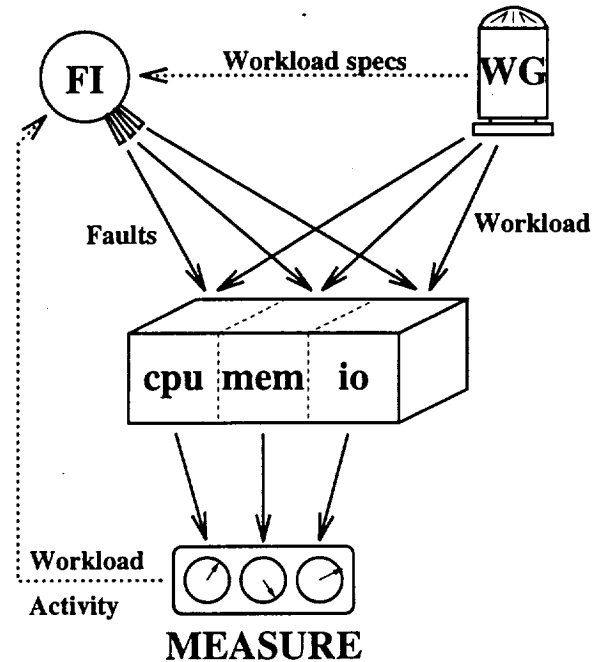 FI
Workload specs
WG
Faults
Workload
cpu
mem
io
Workload
Activity
MEASURE